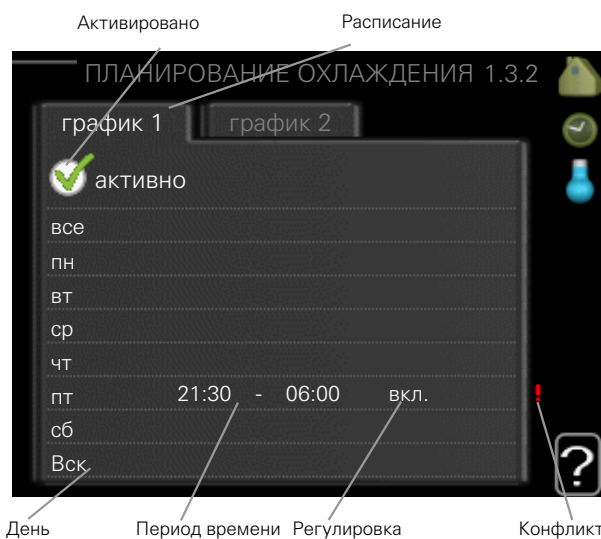 Активировано
Расписание
ПЛАНИРОВАНИЕ ОХЛАЖДЕНИЯ 1.3.2
график 1
график 2
активно
все
пн
вт
ср
чт
пт 21:30 - 06:00 вкл. !
сб
Вск
?
День
Период времени
Регулировка
Конфликт